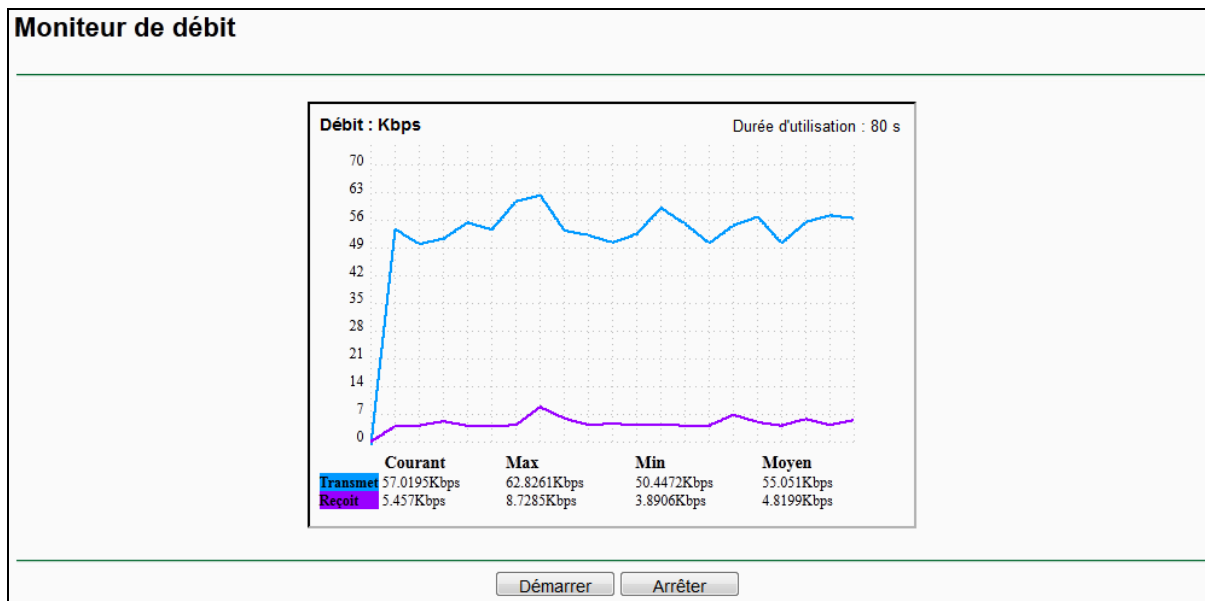 Moniteur de débit
Débit : Kbps
Durée d'utilisation : 80 s
70
63
56
49
42
35
28
21
14
7
0
Courant Max Min Moyen
Transmet 57.0195Kbps 62.8261Kbps 50.4472Kbps 55.051Kbps
Reçoit 5.457Kbps 8.7285Kbps 3.8906Kbps 4.8199Kbps
Démarrer Arrêter